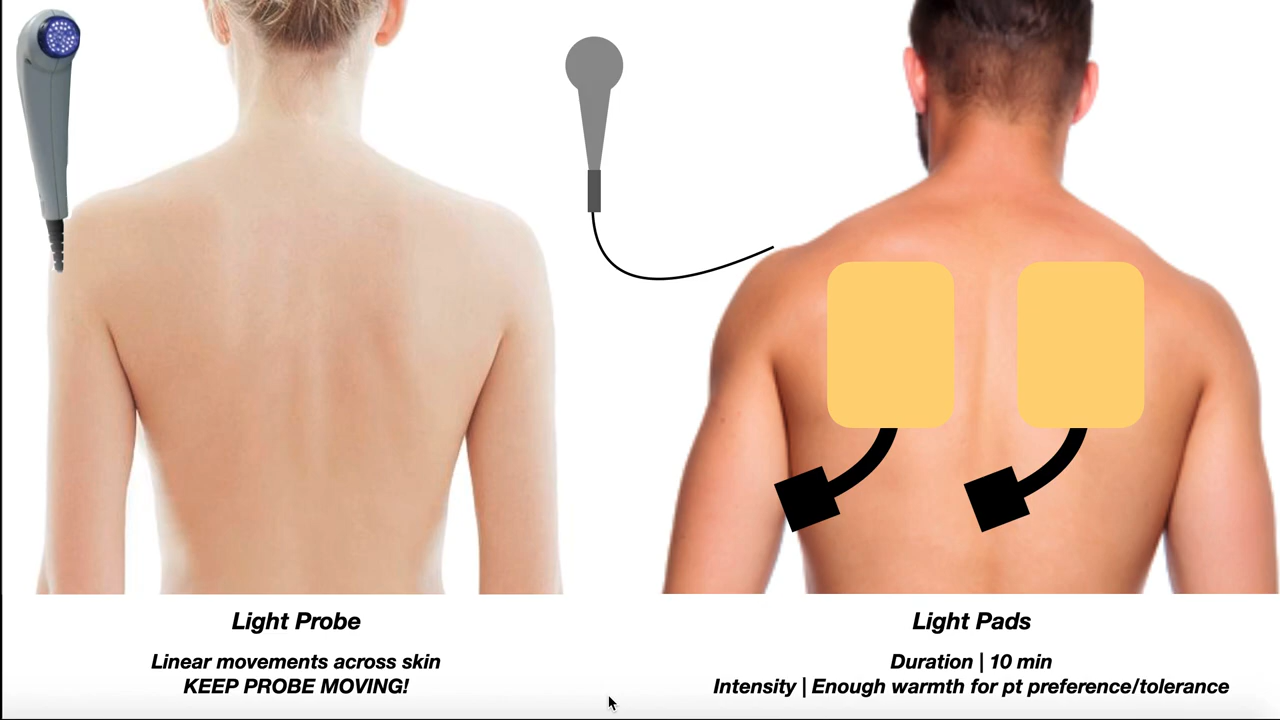 Light Probe
Linear movements across skin
KEEP PROBE MOVING!
Light Pads
Duration | 10 min
Intensity | Enough warmth for pt preference/tolerance